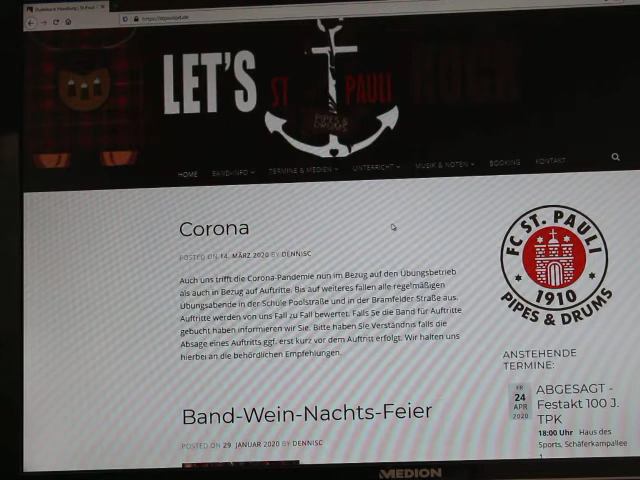 LET'S ST PAULI ROCK
PIPES & DRUMS
HOME BANDINFO TERMINE & MEDIEN UNTERRICHT MUSIK & NOTEN BOOKING KONTAKT
Corona
POSTED ON 14. MÄRZ 2020 BY DENNISC
Auch uns trifft die Corona-Pandemie nun im Bezug auf den Übungsbetrieb
als auch in Bezug auf Auftritte. Bis auf weiteres fallen alle regelmäßigen
Übungsabende in der Schule Poolstraße und in der Bramfelder Straße aus.
Auftritte werden von uns Fall zu Fall bewertet. Falls Sie die Band für Auftritte
gebucht haben informieren wir Sie. Bitte haben Sie Verständnis falls die
Absage eines Auftritts ggf. erst kurz vor dem Auftritt erfolgt. Wir halten uns
hierbei an die behördlichen Empfehlungen.
Band-Wein-Nachts-Feier
POSTED ON 29. JANUAR 2020 BY DENNISC
FC ST. PAULI
1910
PIPES & DRUMS
ANSTEHENDE
TERMINE:
FR
24
APR
2020
ABGESAGT -
Festakt 100 J.
TPK
18:00 Uhr Haus des
Sports, Schäferkampallee
1
MEDION